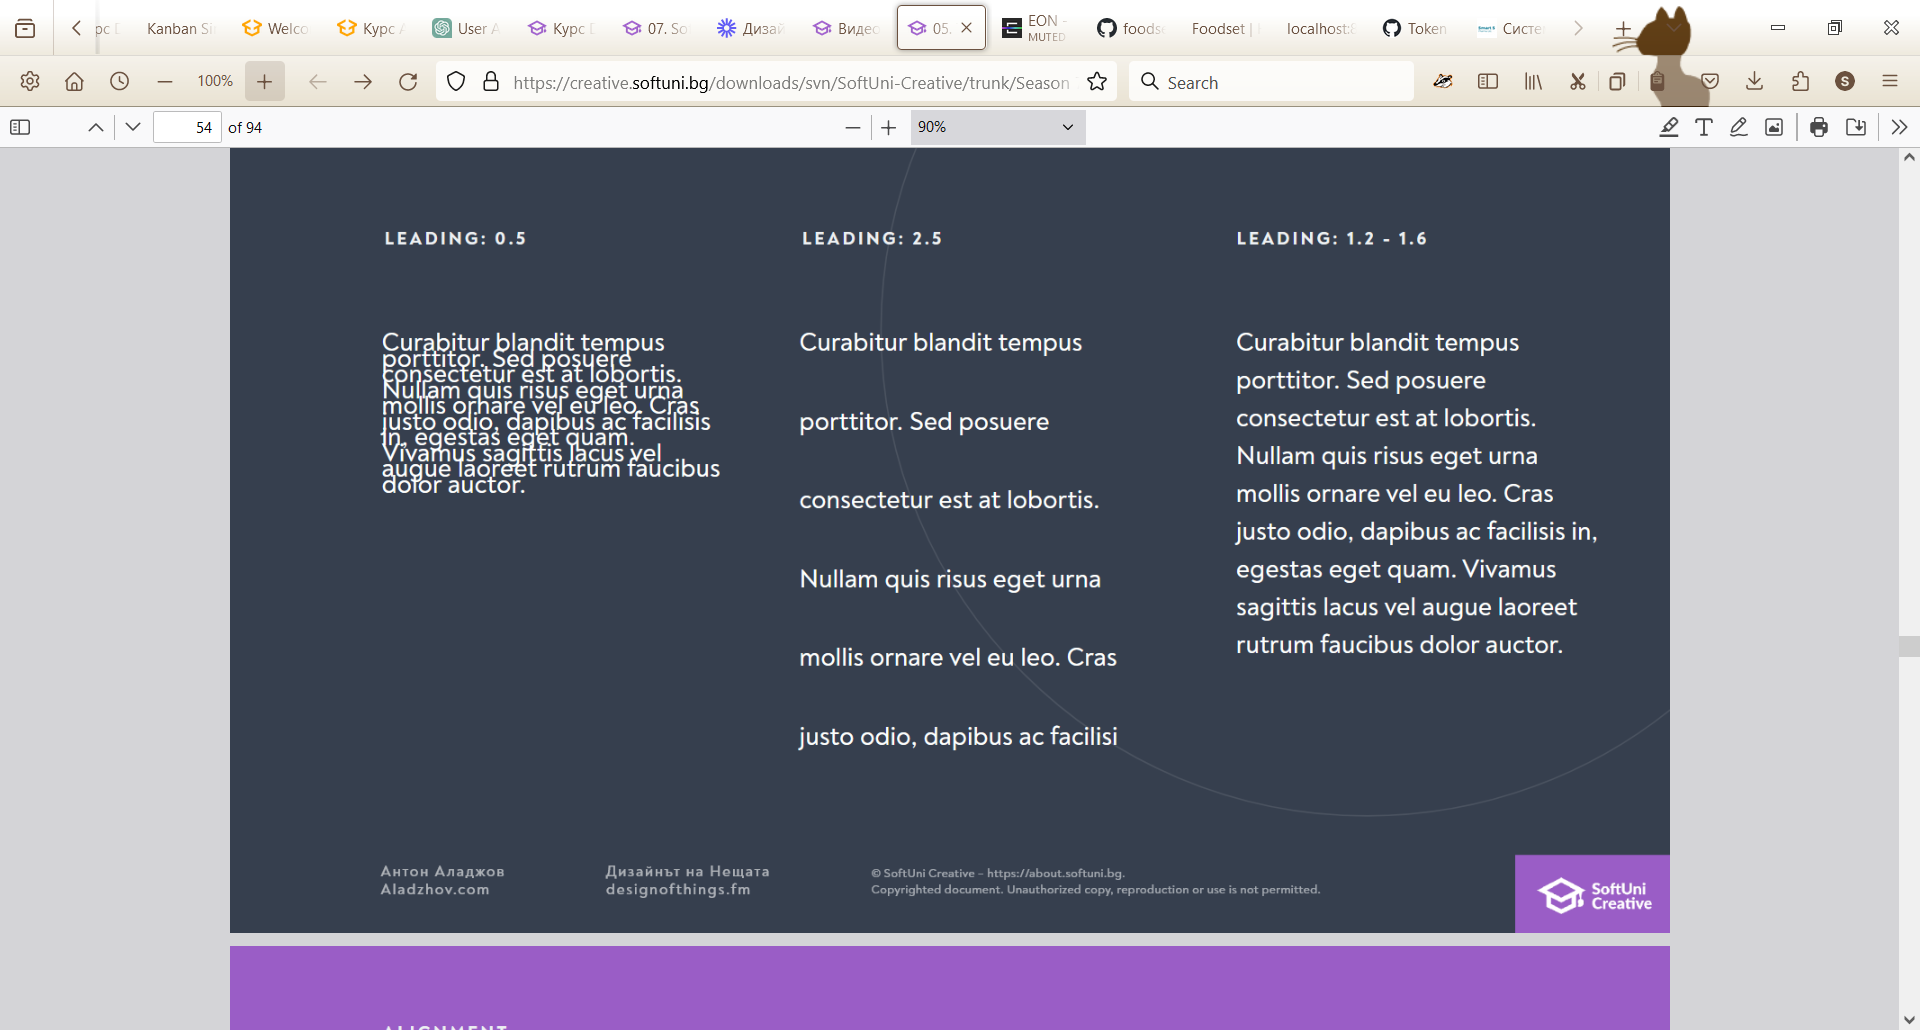 рс
Kanban Si
Welco
Курс
User A
Курс
07. So
Дизай
Видео
05.
EON -
MUTED
foods
Foodset |
localhost:8
Token
Систе
100%
https://creative.softuni.bg/downloads/svn/SoftUni-Creative/trunk/Season
Search
S
54 of 94
90%
LEADING: 0.5
Curabitur blandit tempus
porttitor. Sed posuere
consectetur est at lobortis.
Nullam quis risus eget urna
mollis ornare vel eu leo. Cras
justo odio, dapibus ac facilisis
in, egestas eget quam.
Vivamus sagittis lacus vel
augue laoreet rutrum faucibus
dolor auctor.
LEADING: 2.5
Curabitur blandit tempus
porttitor. Sed posuere
consectetur est at lobortis.
Nullam quis risus eget urna
mollis ornare vel eu leo. Cras
justo odio, dapibus ac facilisi
LEADING: 1.2 - 1.6
Curabitur blandit tempus
porttitor. Sed posuere
consectetur est at lobortis.
Nullam quis risus eget urna
mollis ornare vel eu leo. Cras
justo odio, dapibus ac facilisis in,
egestas eget quam. Vivamus
sagittis lacus vel augue laoreet
rutrum faucibus dolor auctor.
Антон Аладжов
Aladzhov.com
Дизайнът на Нещата
designofthings.fm
© SoftUni Creative – https://about.softuni.bg.
Copyrighted document. Unauthorized copy, reproduction or use is not permitted.
SoftUni
Creative
ALIGNMENT